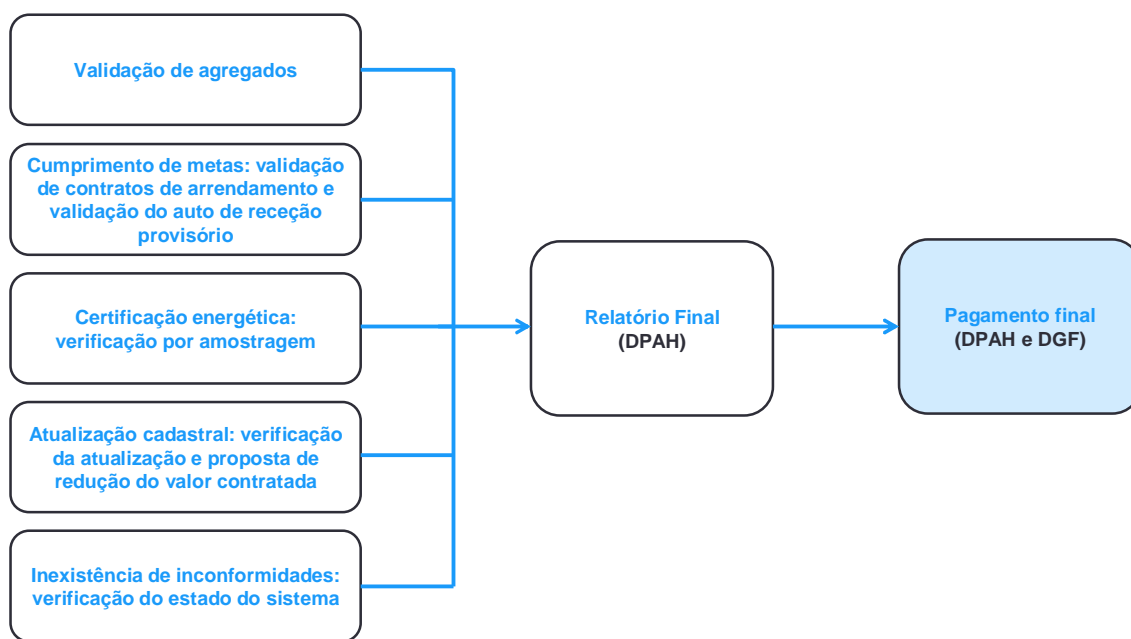 Validação de agregados
Cumprimento de metas: validação
de contratos de arrendamento e
validação do auto de receção
provisório
Certificação energética:
verificação por amostragem
Atualização cadastral: verificação
da atualização e proposta de
redução do valor contratada
Inexistência de inconformidades:
verificação do estado do sistema
Relatório Final
(DPAH)
Pagamento final
(DPAH e DGF)